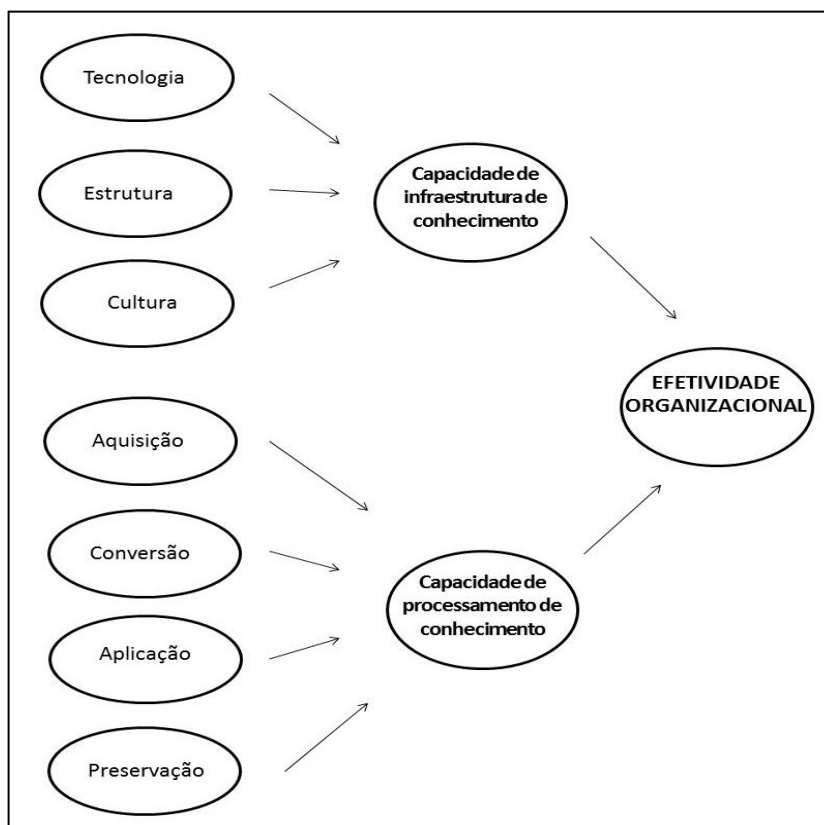 Tecnologia
Estrutura
Cultura
Capacidade de
infraestrutura de
conhecimento
EFETIVIDADE
ORGANIZACIONAL
Aquisição
Conversão
Aplicação
Preservação
Capacidade de
processamento de
conhecimento